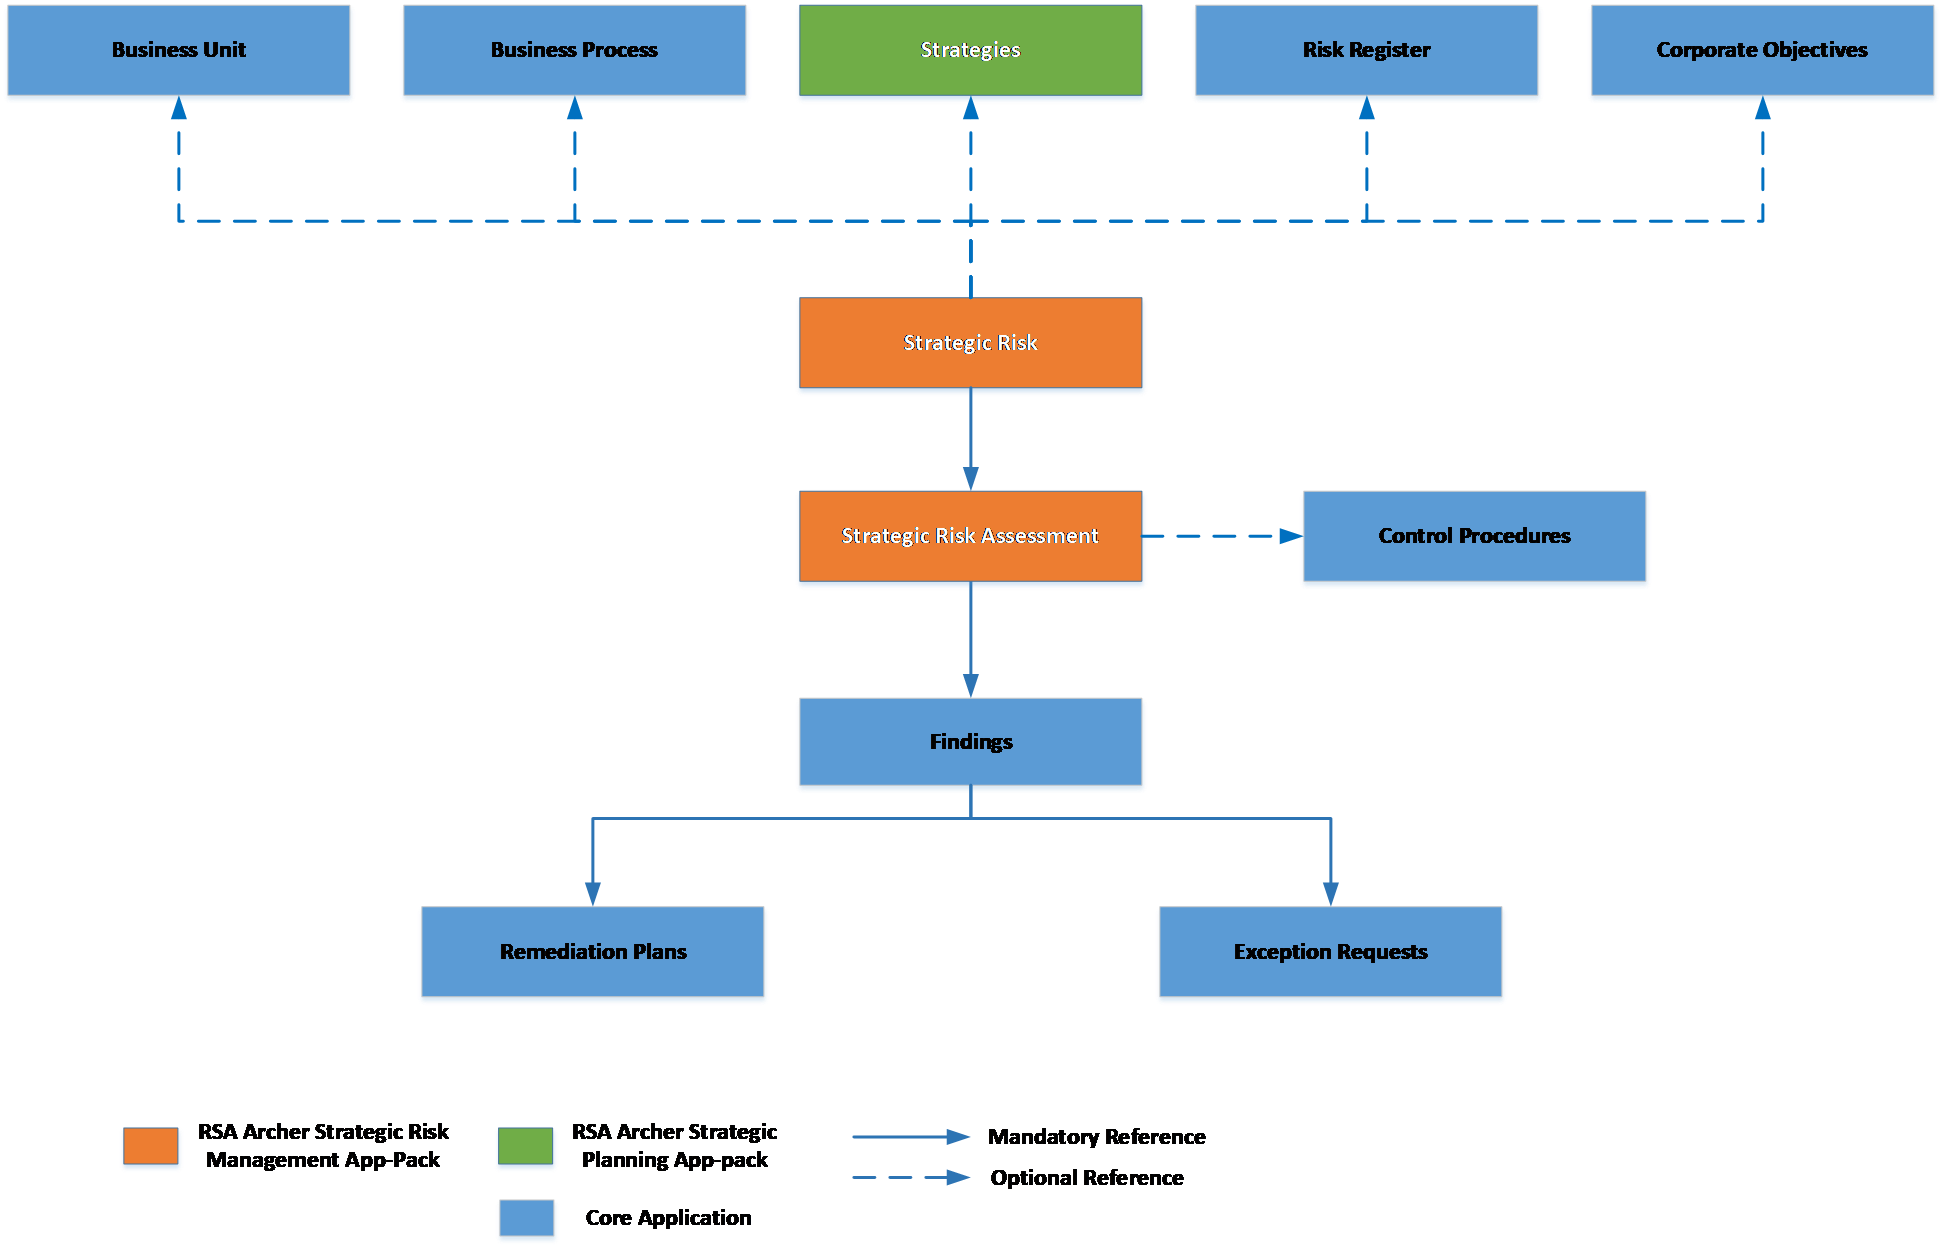 Business Unit
Business Process
Strategies
Risk Register
Corporate Objectives
Strategic Risk
Strategic Risk Assessment
Control Procedures
Findings
Remediation Plans
Exception Requests
RSA Archer Strategic Risk
Management App-Pack
RSA Archer Strategic
Planning App-pack
Mandatory Reference
Optional Reference
Core Application